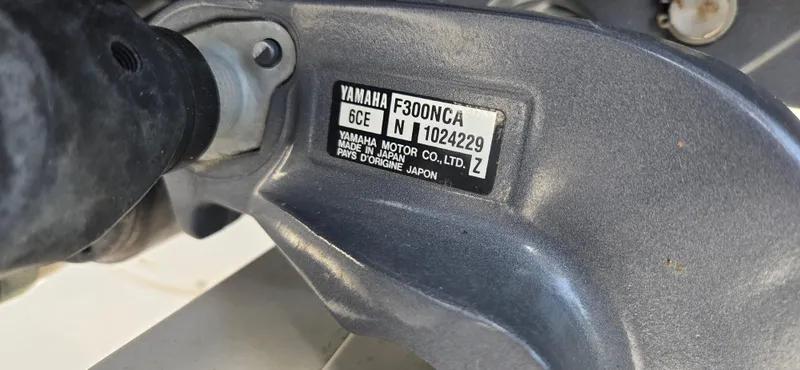 YAMAHA F300NCA
6CE N 1024229
YAMAHA MOTOR CO., LTD. Z
MADE IN JAPAN
PAYS D'ORIGINE JAPON